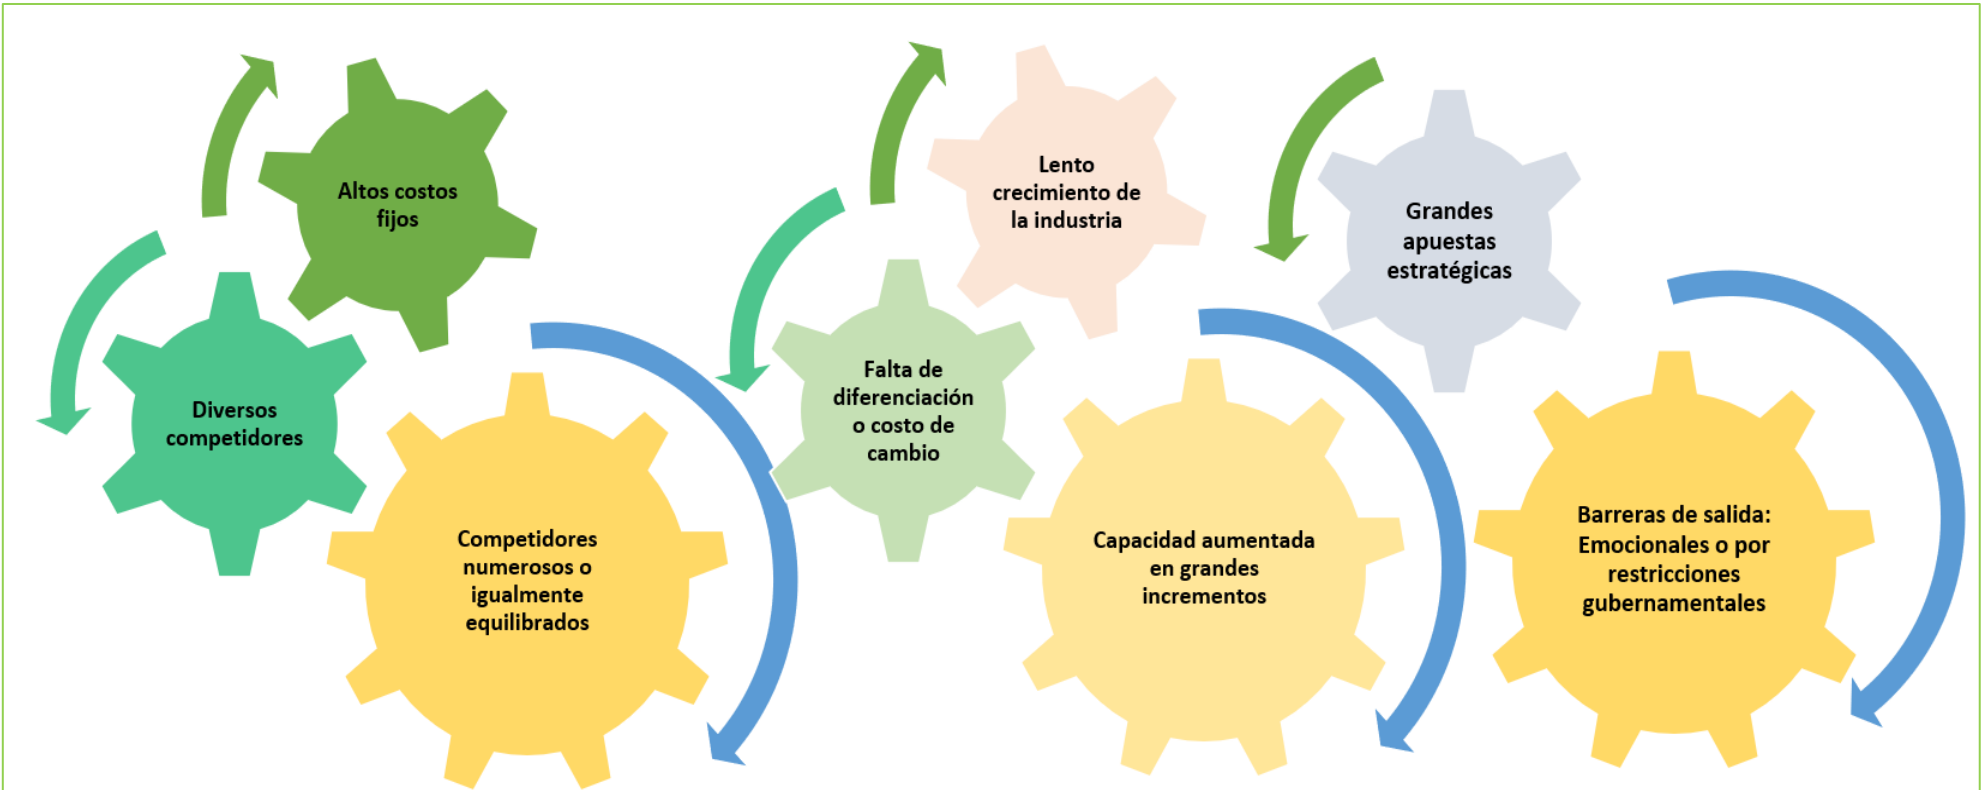 Altos costos
fijos
Diversos
competidores
Competidores
numerosos o
igualmente
equilibrados
Lento
crecimiento de
la industria
Falta de
diferenciación
o costo de
cambio
Capacidad aumentada
en grandes
incrementos
Grandes
apuestas
estratégicas
Barreras de salida:
Emocionales o por
restricciones
gubernamentales